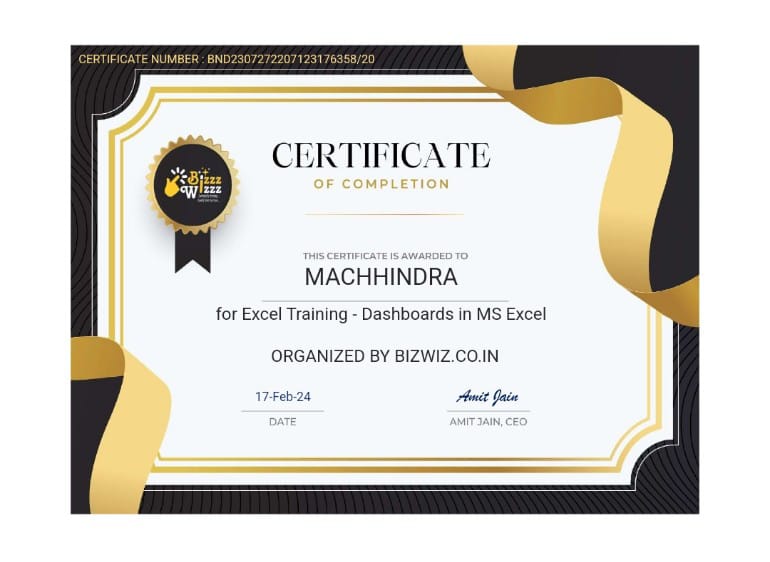 CERTIFICATE NUMBER : BND2307272207123176358/20
Bizzz
Wizzz
CERTIFICATE
OF COMPLETION
THIS CERTIFICATE IS AWARDED TO
MACHHINDRA
for Excel Training - Dashboards in MS Excel
ORGANIZED BY BIZWIZ.CO.IN
17-Feb-24
Amit Jain
DATE
AMIT JAIN, CEO